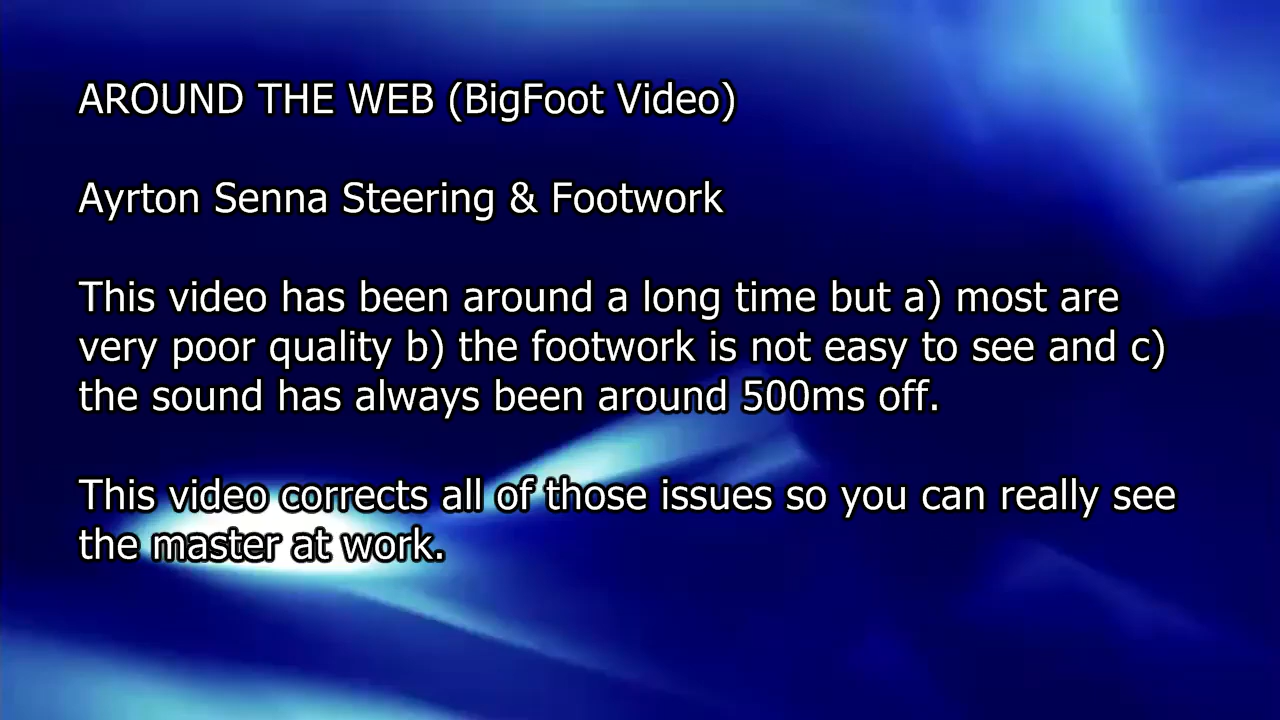 AROUND THE WEB (BigFoot Video)
Ayrton Senna Steering & Footwork
This video has been around a long time but a) most are
very poor quality b) the footwork is not easy to see and c)
the sound has always been around 500ms off.
This video corrects all of those issues so you can really see
the master at work.